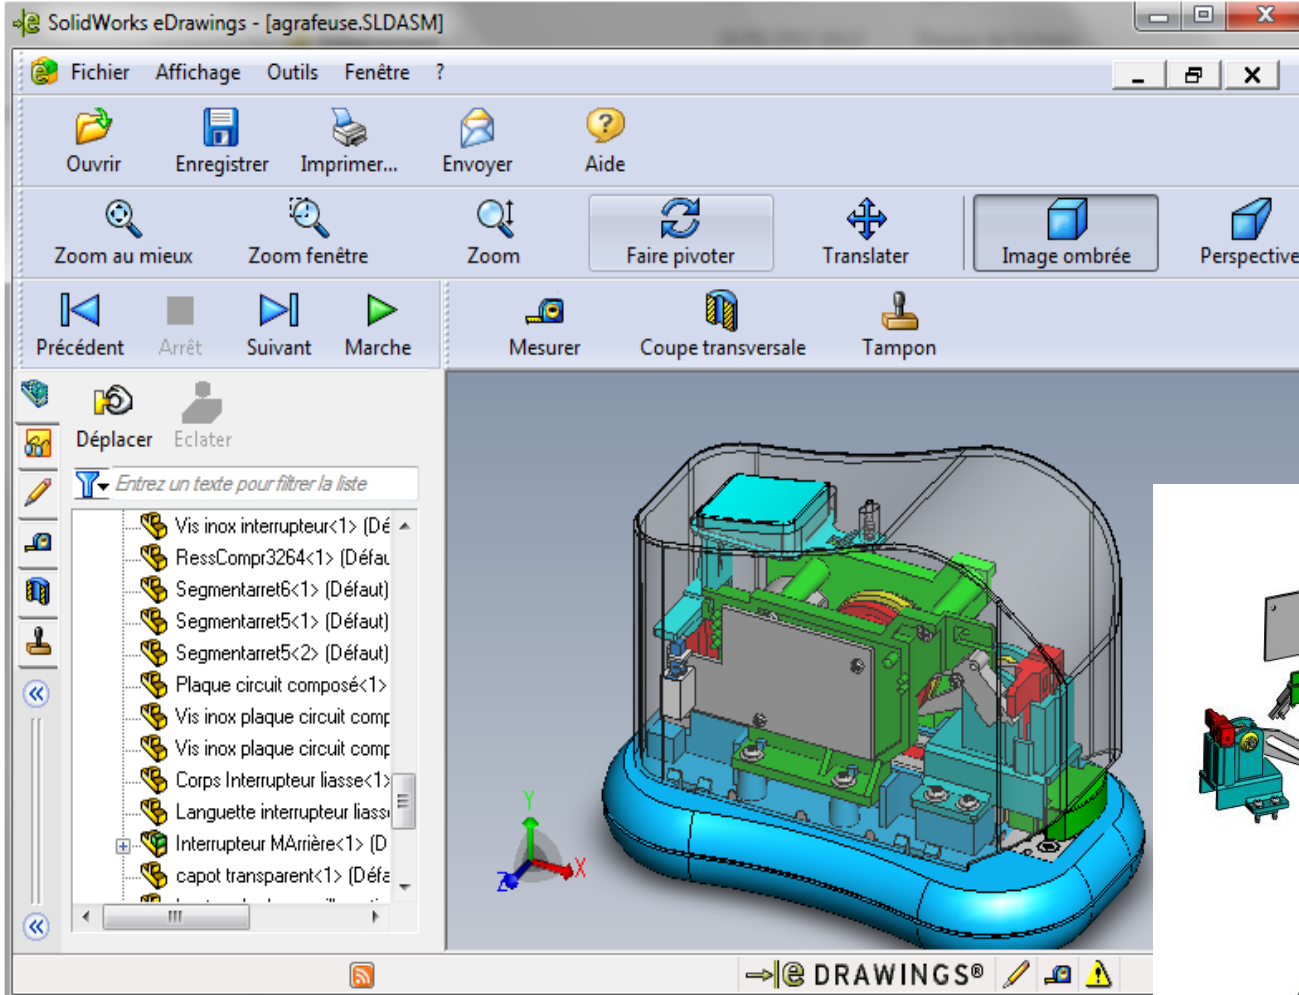 SolidWorks eDrawings - [agrafeuse.SLDASM]
Fichier Affichage Outils Fenêtre ?
Ouvrir Enregistrer Imprimer... Envoyer Aide
Zoom au mieux Zoom fenêtre Zoom Faire pivoter Translater Image ombrée Perspective
Précédent Arrêt Suivant Marche Mesurer Coupe transversale Tampon
Déplacer Eclater
Entrez un texte pour filtrer la liste
Vis inox interrupteur<1> (Dé
RessCompr3264<1> (Défau
Segmentarret6<1> (Défaut)
Segmentarret5<1> (Défaut)
Segmentarret5<2> (Défaut)
Plaque circuit composé<1>
Vis inox plaque circuit comp
Vis inox plaque circuit comp
Corps Interrupteur liasse<1>
Languette interrupteur liass
Interrupteur MArrière<1> (D
capot transparent<1> (Défa
Y
X
Z
e DRAWINGS®